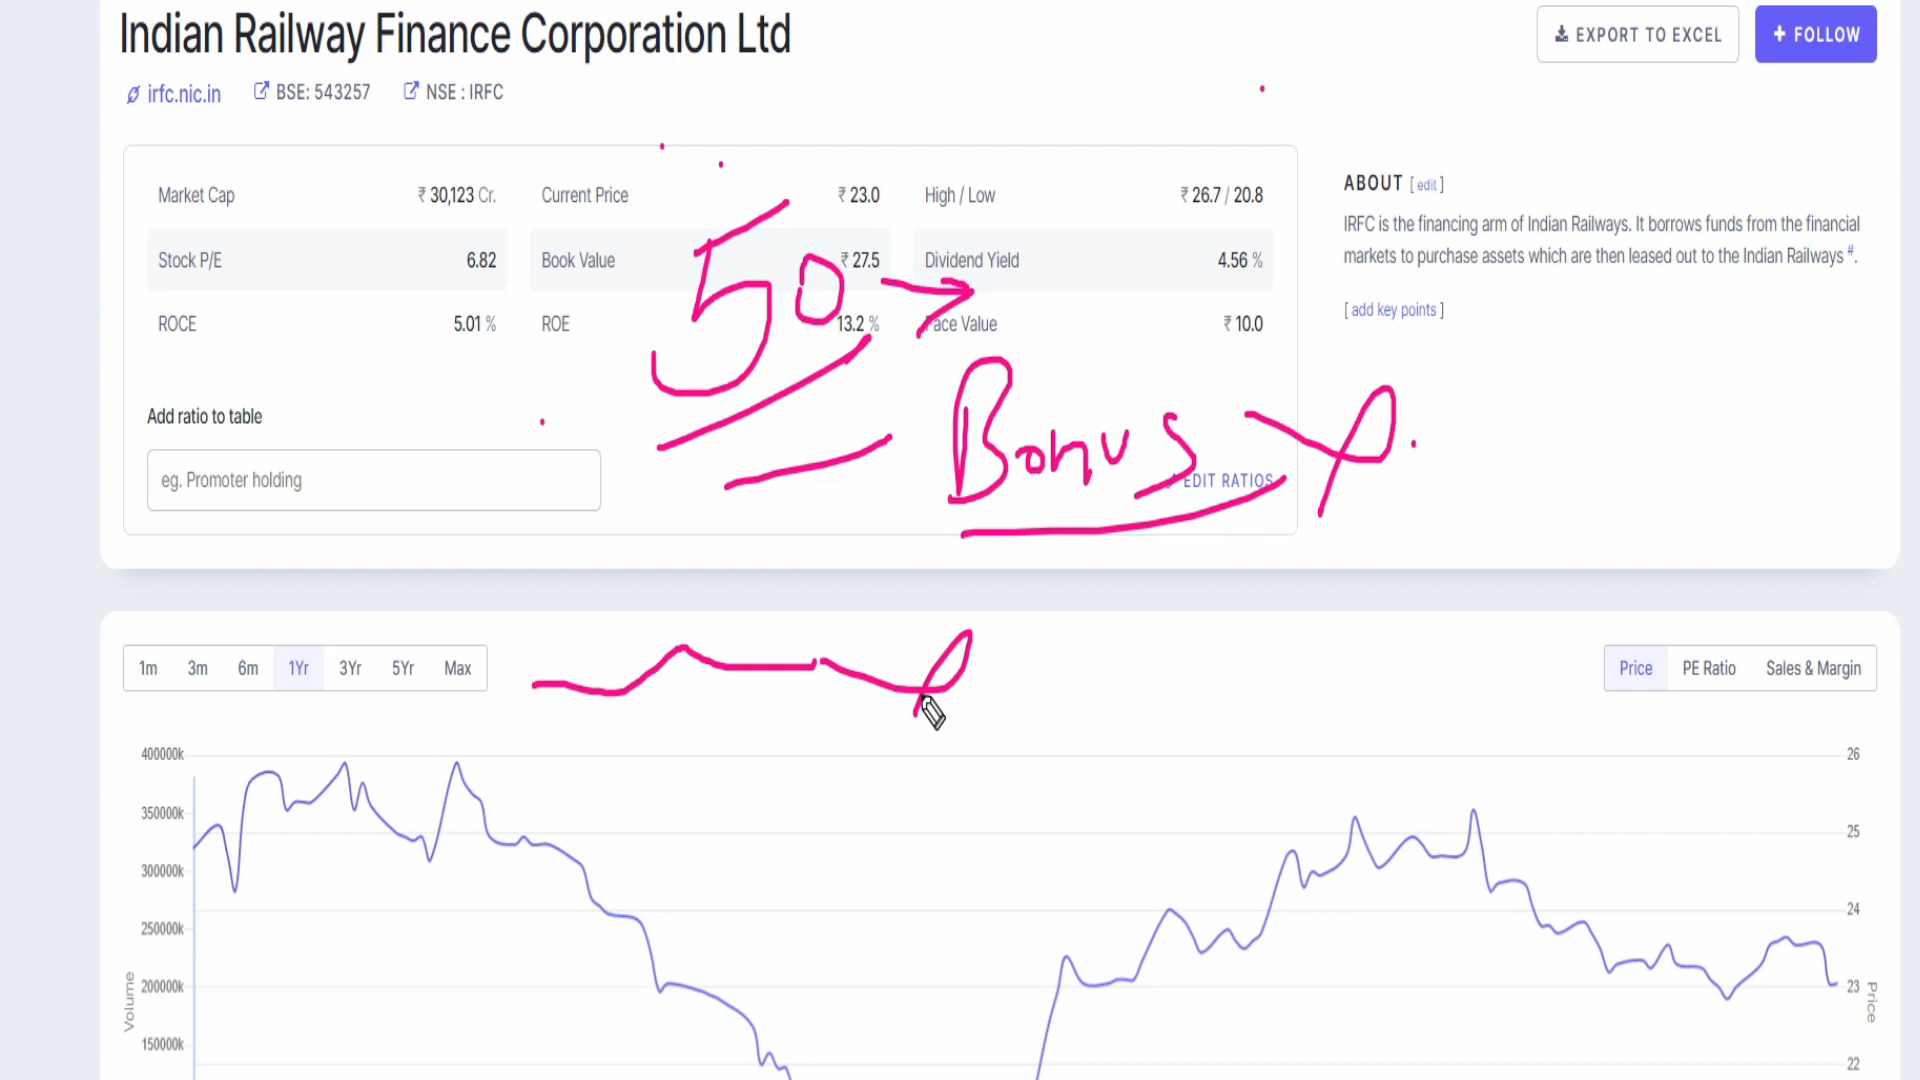 Indian Railway Finance Corporation Ltd
EXPORT TO EXCEL
+ FOLLOW
irfc.nic.in BSE: 543257 NSE : IRFC
Market Cap ₹ 30,123 Cr. Current Price ₹ 23.0 High / Low ₹ 26.7 / 20.8
Stock P/E 6.82 Book Value ₹ 27.5 Dividend Yield 4.56 %
ROCE 5.01 % ROE 13.2 % Face Value ₹ 10.0
ABOUT [ edit ]
IRFC is the financing arm of Indian Railways. It borrows funds from the financial
markets to purchase assets which are then leased out to the Indian Railways #.
[ add key points ]
50
Bonus
Add ratio to table
eg. Promoter holding
EDIT RATIOS
1m 3m 6m 1Yr 3Yr 5Yr Max
Price PE Ratio Sales & Margin
400000k
350000k
300000k
250000k
200000k
150000k
Volume
26
25
24
23
22
Price